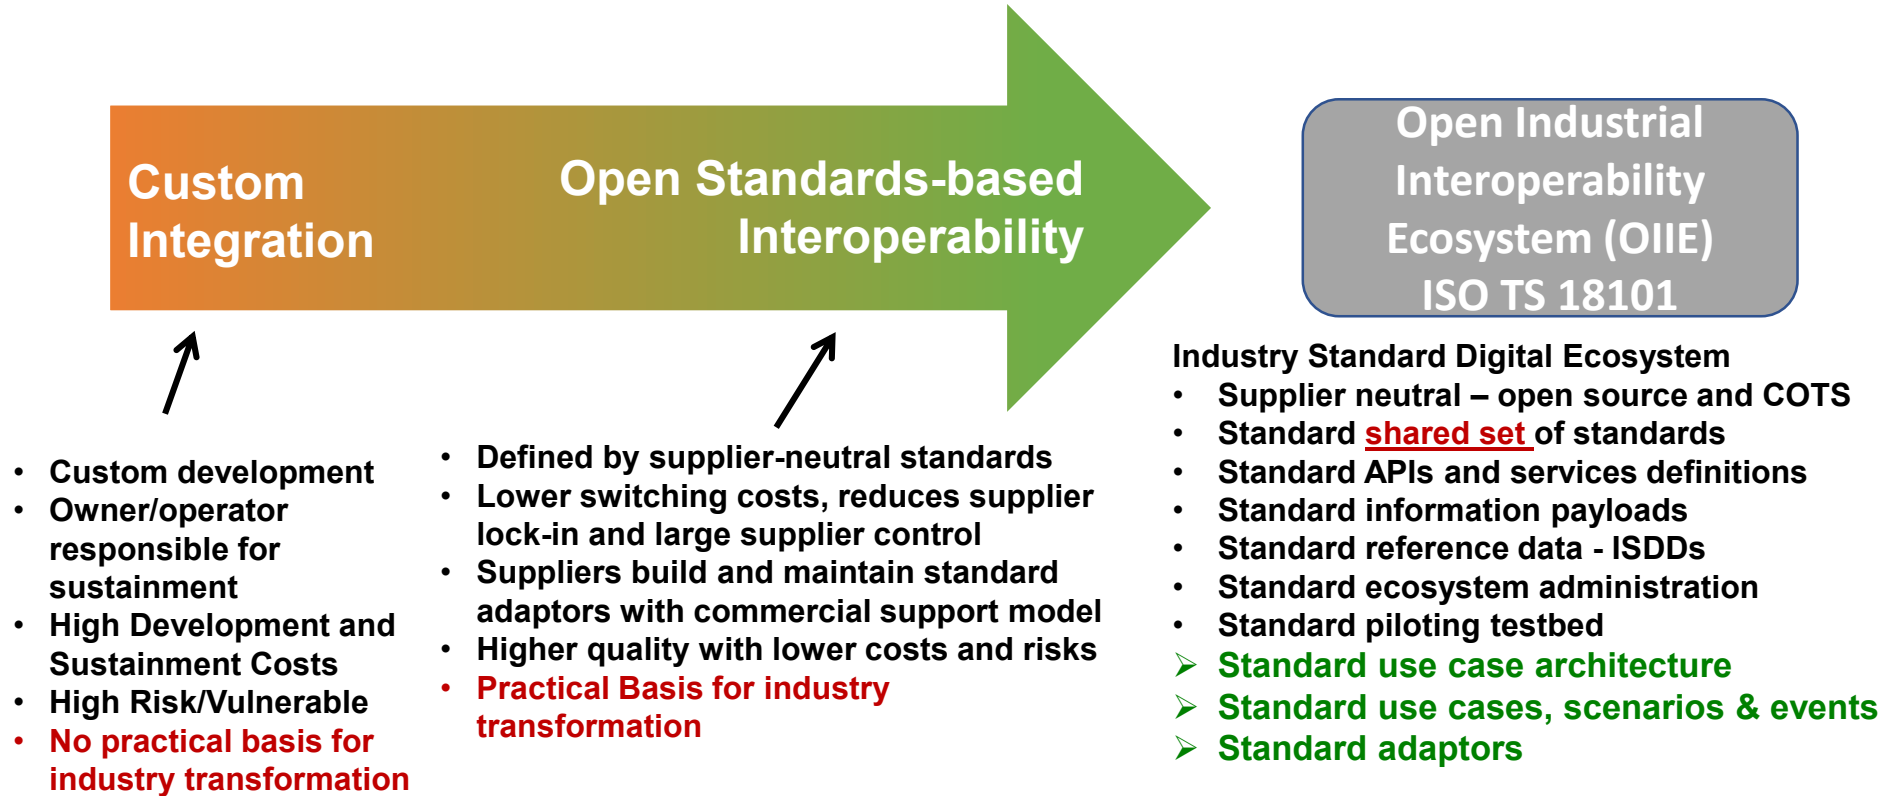 Custom
Integration
Open Standards-based
Interoperability
Open Industrial
Interoperability
Ecosystem (OIIE)
ISO TS 18101
• Custom development
• Owner/operator
responsible for
sustainment
• High Development and
Sustainment Costs
• High Risk/Vulnerable
• No practical basis for
industry transformation
• Defined by supplier-neutral standards
• Lower switching costs, reduces supplier
lock-in and large supplier control
• Suppliers build and maintain standard
adaptors with commercial support model
• Higher quality with lower costs and risks
• Practical Basis for industry
transformation
Industry Standard Digital Ecosystem
• Supplier neutral – open source and COTS
• Standard shared set of standards
• Standard APIs and services definitions
• Standard information payloads
• Standard reference data - ISDDs
• Standard ecosystem administration
• Standard piloting testbed
➢ Standard use case architecture
➢ Standard use cases, scenarios & events
➢ Standard adaptors